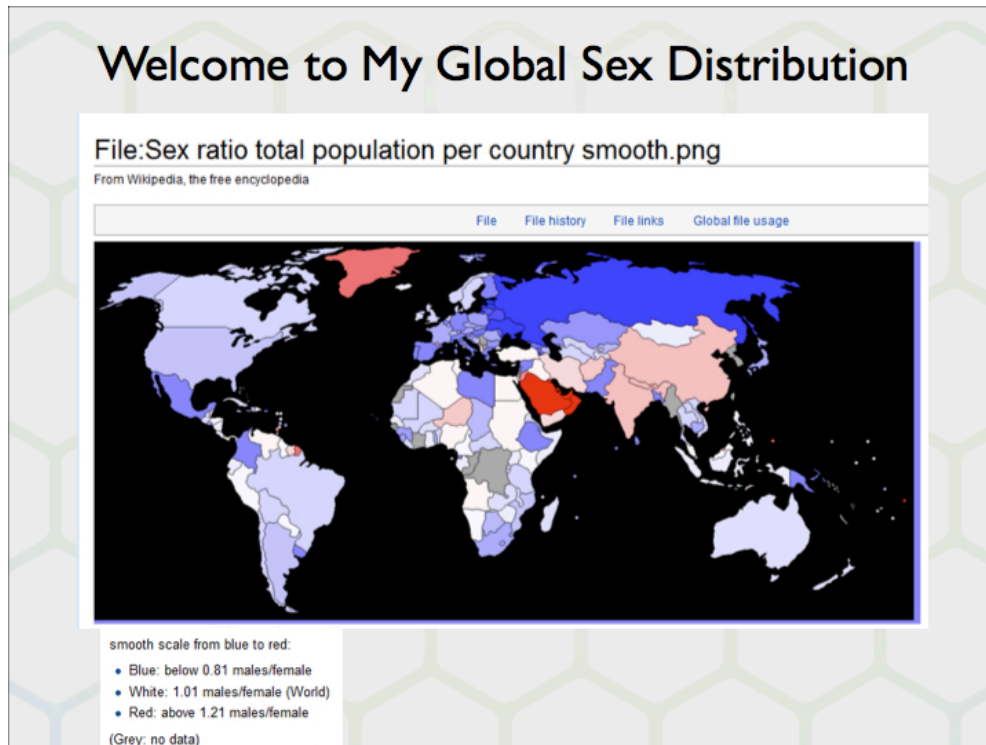 Welcome to My Global Sex Distribution
File:Sex ratio total population per country smooth.png
From Wikipedia, the free encyclopedia
File File history File links Global file usage
smooth scale from blue to red:
• Blue: below 0.81 males/female
• White: 1.01 males/female (World)
• Red: above 1.21 males/female
(Grey: no data)